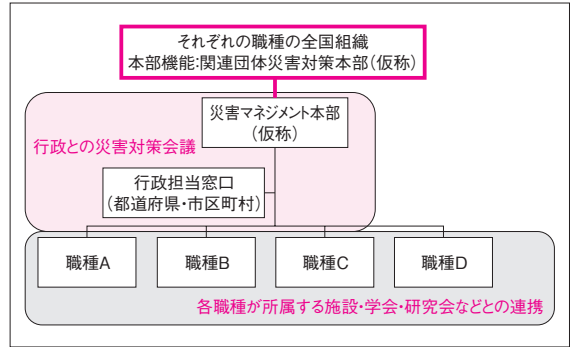 それぞれの職種の全国組織
本部機能:関連団体災害対策本部(仮称)
災害マネジメント本部
(仮称)
行政との災害対策会議
行政担当窓口
(都道府県・市区町村)
職種A
職種B
職種C
職種D
各職種が所属する施設・学会・研究会などとの連携